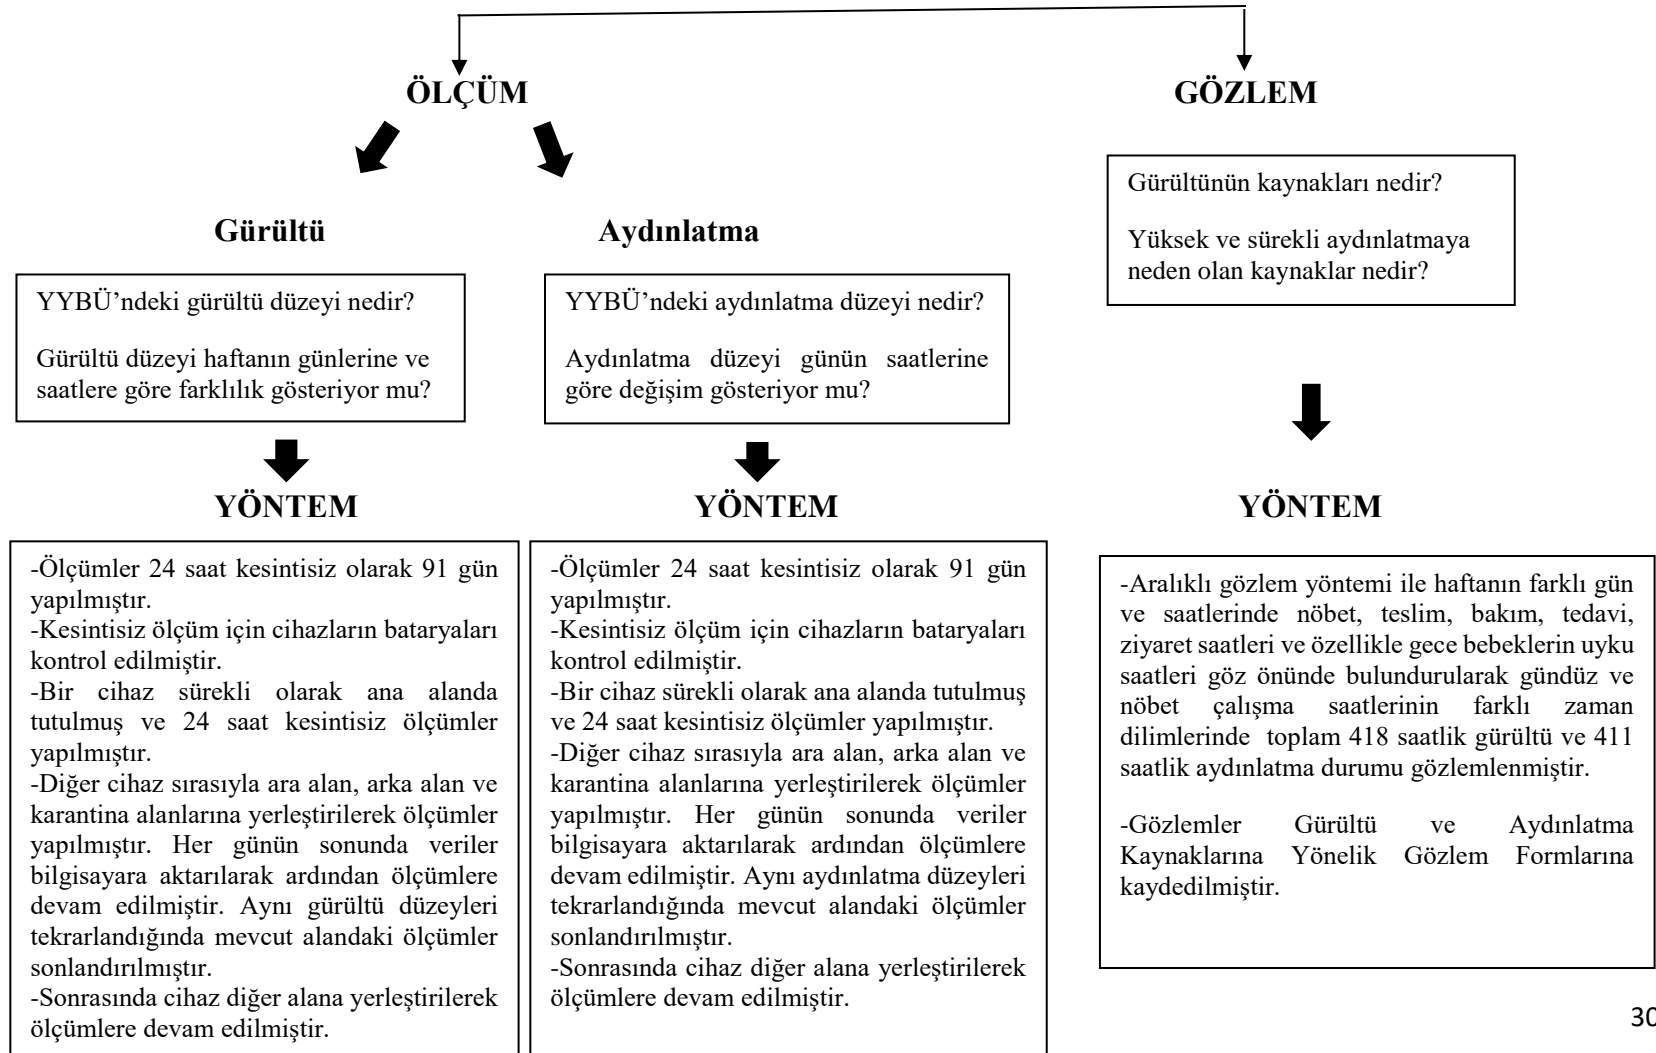 ÖLÇÜM
GÖZLEM
Gürültü
Aydınlatma
YYBÜ’ndeki gürültü düzeyi nedir?
Gürültü düzeyi haftanın günlerine ve
saatlere göre farklılık gösteriyor mu?
YYBÜ’ndeki aydınlatma düzeyi nedir?
Aydınlatma düzeyi günün saatlerine
göre değişim gösteriyor mu?
Gürültünün kaynakları nedir?
Yüksek ve sürekli aydınlatmaya
neden olan kaynaklar nedir?
YÖNTEM
-Ölçümler 24 saat kesintisiz olarak 91 gün
yapılmıştır.
-Kesintisiz ölçüm için cihazların bataryaları
kontrol edilmiştir.
-Bir cihaz sürekli olarak ana alanda
tutulmuş ve 24 saat kesintisiz ölçümler
yapılmıştır.
-Diğer cihaz sırasıyla ara alan, arka alan ve
karantina alanlarına yerleştirilerek ölçümler
yapılmıştır. Her günün sonunda veriler
bilgisayara aktarılarak ardından ölçümlere
devam edilmiştir. Aynı gürültü düzeyleri
tekrarlandığında mevcut alandaki ölçümler
sonlandırılmıştır.
-Sonrasında cihaz diğer alana yerleştirilerek
ölçümlere devam edilmiştir.
YÖNTEM
-Ölçümler 24 saat kesintisiz olarak 91 gün
yapılmıştır.
-Kesintisiz ölçüm için cihazların bataryaları
kontrol edilmiştir.
-Bir cihaz sürekli olarak ana alanda tutulmuş
ve 24 saat kesintisiz ölçümler yapılmıştır.
-Diğer cihaz sırasıyla ara alan, arka alan ve
karantina alanlarına yerleştirilerek ölçümler
yapılmıştır. Her günün sonunda veriler
bilgisayara aktarılarak ardından ölçümlere
devam edilmiştir. Aynı aydınlatma düzeyleri
tekrarlandığında mevcut alandaki ölçümler
sonlandırılmıştır.
-Sonrasında cihaz diğer alana yerleştirilerek
ölçümlere devam edilmiştir.
YÖNTEM
-Aralıklı gözlem yöntemi ile haftanın farklı gün
ve saatlerinde nöbet, teslim, bakım, tedavi,
ziyaret saatleri ve özellikle gece bebeklerin uyku
saatleri göz önünde bulundurularak gündüz ve
nöbet çalışma saatlerinin farklı zaman
dilimlerinde toplam 418 saatlik gürültü ve 411
saatlik aydınlatma durumu gözlemlenmiştir.
-Gözlemler Gürültü ve Aydınlatma
Kaynaklarına Yönelik Gözlem Formlarına
kaydedilmiştir.
30